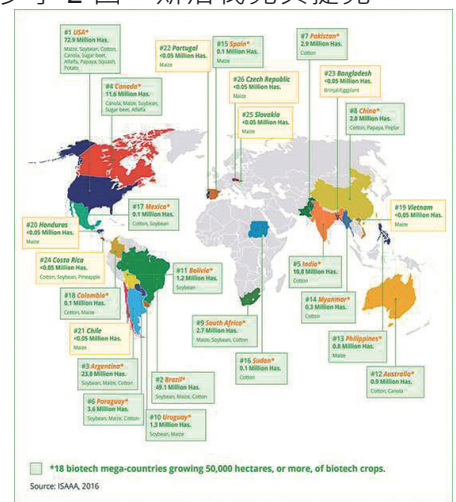 #1 USA*
72.9 Million Has.
Maize, Soybean, Cotton,
Canola, Sugar beet,
Alfalfa, Papaya, Squash,
Potato
#4 Canada*
11.6 Million Has.
Canola, Maize, Soybean,
Sugar beet, Alfalfa
#22 Portugal
<0.05 Million Has.
Maize
#15 Spain*
0.1 Million Has.
Maize
#7 Pakistan*
2.9 Million Has.
Cotton
#26 Czech Republic
<0.05 Million Has.
Maize
#23 Bangladesh
<0.05 Million Has.
Brinjal/Eggplant
#25 Slovakia
<0.05 Million Has.
Maize
#8 China*
2.8 Million Has.
Cotton, Papaya, Poplar
#17 Mexico*
0.1 Million Has.
Cotton, Soybean
#19 Vietnam
<0.05 Million Has.
Maize
#20 Honduras
<0.05 Million Has.
Maize
#24 Costa Rica
<0.05 Million Has.
Cotton, Soybean, Pineapple
#11 Bolivia*
1.2 Million Has.
Soybean
#5 India*
10.8 Million Has.
Cotton
#18 Colombia*
0.1 Million Has.
Cotton, Maize
#14 Myanmar*
0.3 Million Has.
Cotton
#21 Chile
<0.05 Million Has.
Maize
#9 South Africa*
2.7 Million Has.
Maize, Soybean, Cotton
#13 Philippines*
0.8 Million Has.
Maize
#3 Argentina*
23.8 Million Has.
Soybean, Maize, Cotton
#16 Sudan*
0.1 Million Has.
Cotton
#2 Brazil*
49.1 Million Has.
Soybean, Maize, Cotton
#12 Australia*
0.9 Million Has.
Cotton, Canola
#6 Paraguay*
3.6 Million Has.
Soybean, Maize, Cotton
#10 Uruguay*
1.3 Million Has.
Soybean, Maize
*18 biotech mega-countries growing 50,000 hectares, or more, of biotech crops.
Source: ISAAA, 2016